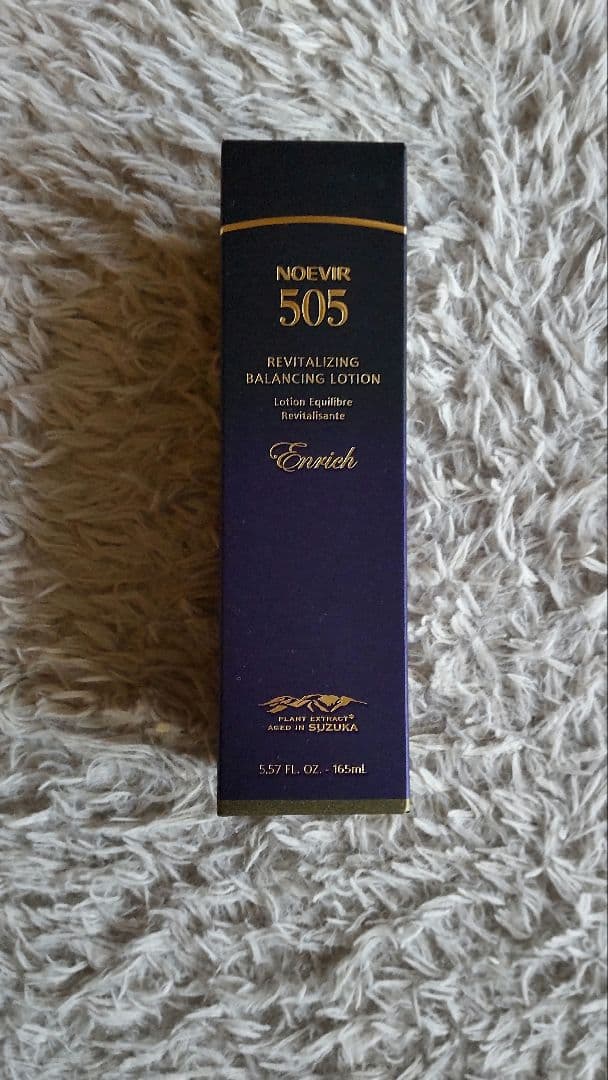 NOEVIR
505
REVITALIZING
BALANCING LOTION
Lotion Equilibre
Revitalisante
Enrich
PLANT EXTRACT*
AGED IN SUZUKA
5.57 FL. OZ. - 165mL